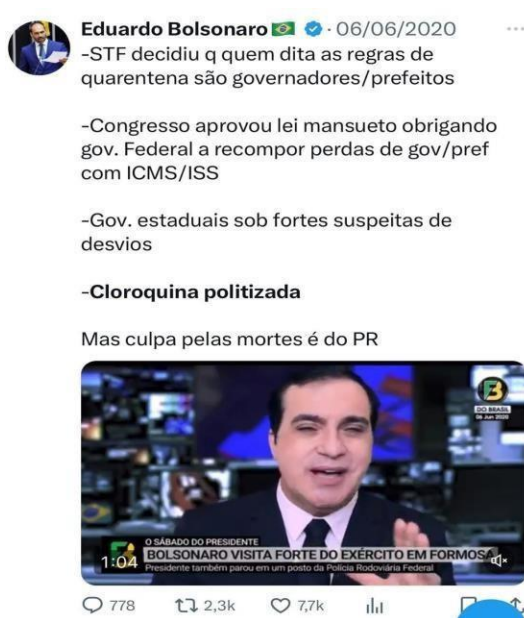 Eduardo Bolsonaro 🇧🇷 · 06/06/2020
-STF decidiu q quem dita as regras de
quarentena são governadores/prefeitos
-Congresso aprovou lei mansueto obrigando
gov. Federal a recompor perdas de gov/pref
com ICMS/ISS
-Gov. estaduais sob fortes suspeitas de
desvios
-Cloroquina politizada
Mas culpa pelas mortes é do PR
B
DO BRASIL
06 Jun 2020
O SÁBADO DO PRESIDENTE
BOLSONARO VISITA FORTE DO EXÉRCITO EM FORMOSA
Presidente também parou em um posto da Polícia Rodoviária Federal
1:04
778 2,3k 7,7k